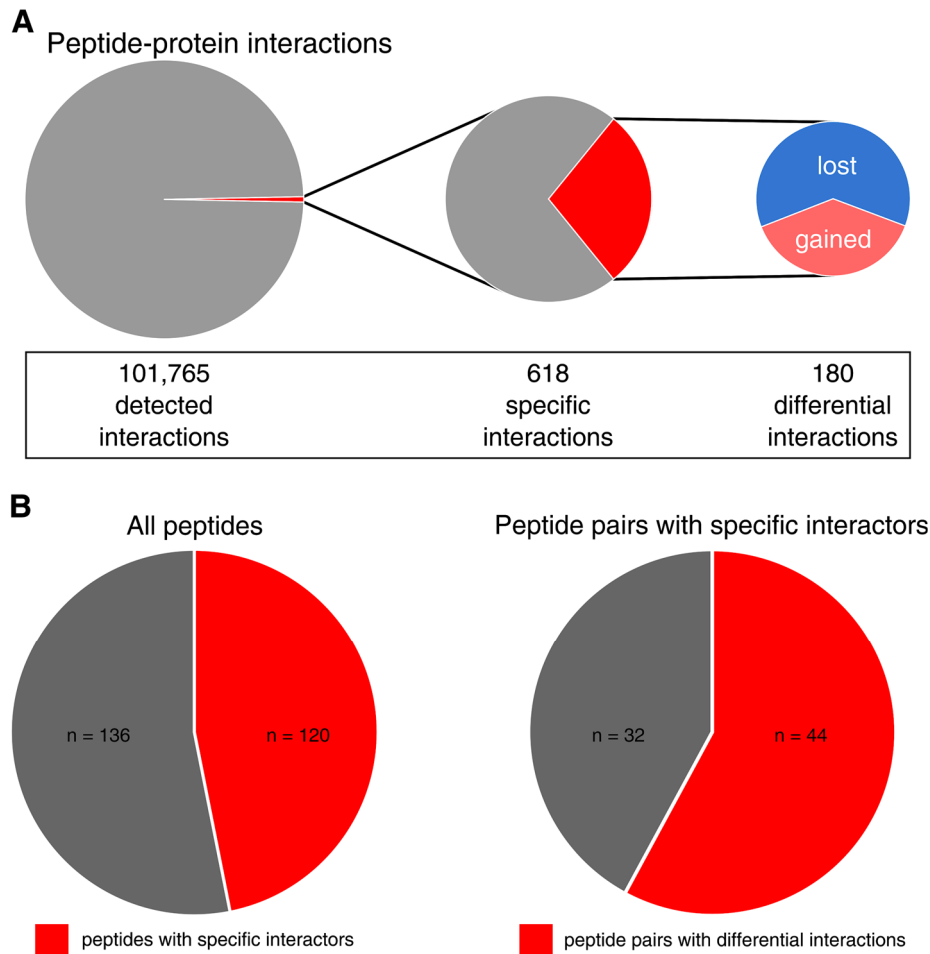 A
Peptide-protein interactions
lost
gained
101,765
detected
interactions
618
specific
interactions
180
differential
interactions
B
All peptides
n = 136
n = 120
peptides with specific interactors
Peptide pairs with specific interactors
n = 32
n = 44
peptide pairs with differential interactions